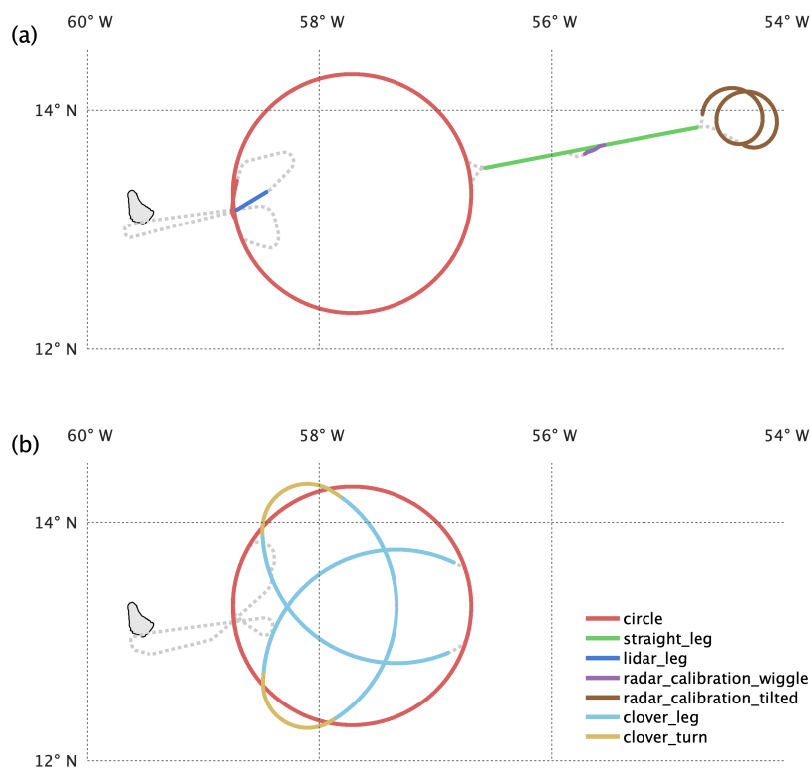 60° W 58° W 56° W 54° W
(a)
14° N
12° N
60° W 58° W 56° W 54° W
(b)
14° N
12° N
circle
straight_leg
lidar_leg
radar_calibration_wiggle
radar_calibration_tilted
clover_leg
clover_turn